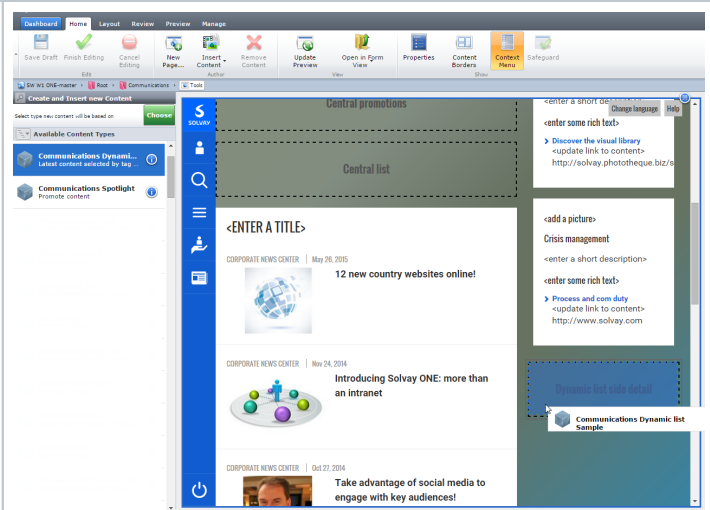 Dashboard Home Layout Review Preview Manage
Save Draft Finish Editing Cancel Editing New Page... Insert Content Remove Content Update Preview Open in Form View Properties Content Borders Context Menu Safeguard
Edit Author View Show
SW W1 ONE-master Root Communications Tools
Create and Insert new Content
Select type new content will be based on Choose
Available Content Types
Communications Dynami...
Latest content selected by tag ..
Communications Spotlight
Promote content
SOLVAY
Central promotions
Central list
<ENTER A TITLE>
CORPORATE NEWS CENTER | May 26, 2015
12 new country websites online!
CORPORATE NEWS CENTER | Nov 24, 2014
Introducing Solvay ONE: more than
an intranet
CORPORATE NEWS CENTER | Oct 27, 2014
Take advantage of social media to
engage with key audiences!
Change language Help
<enter a short de
<enter some rich text>
Discover the visual library
<update link to content>
http://solvay.phototheque.biz/s
<add a picture>
Crisis management
<enter a short description>
<enter some rich text>
Process and com duty
<update link to content>
http://www.solvay.com
Dynamic list side detail
Communications Dynamic list
Sample